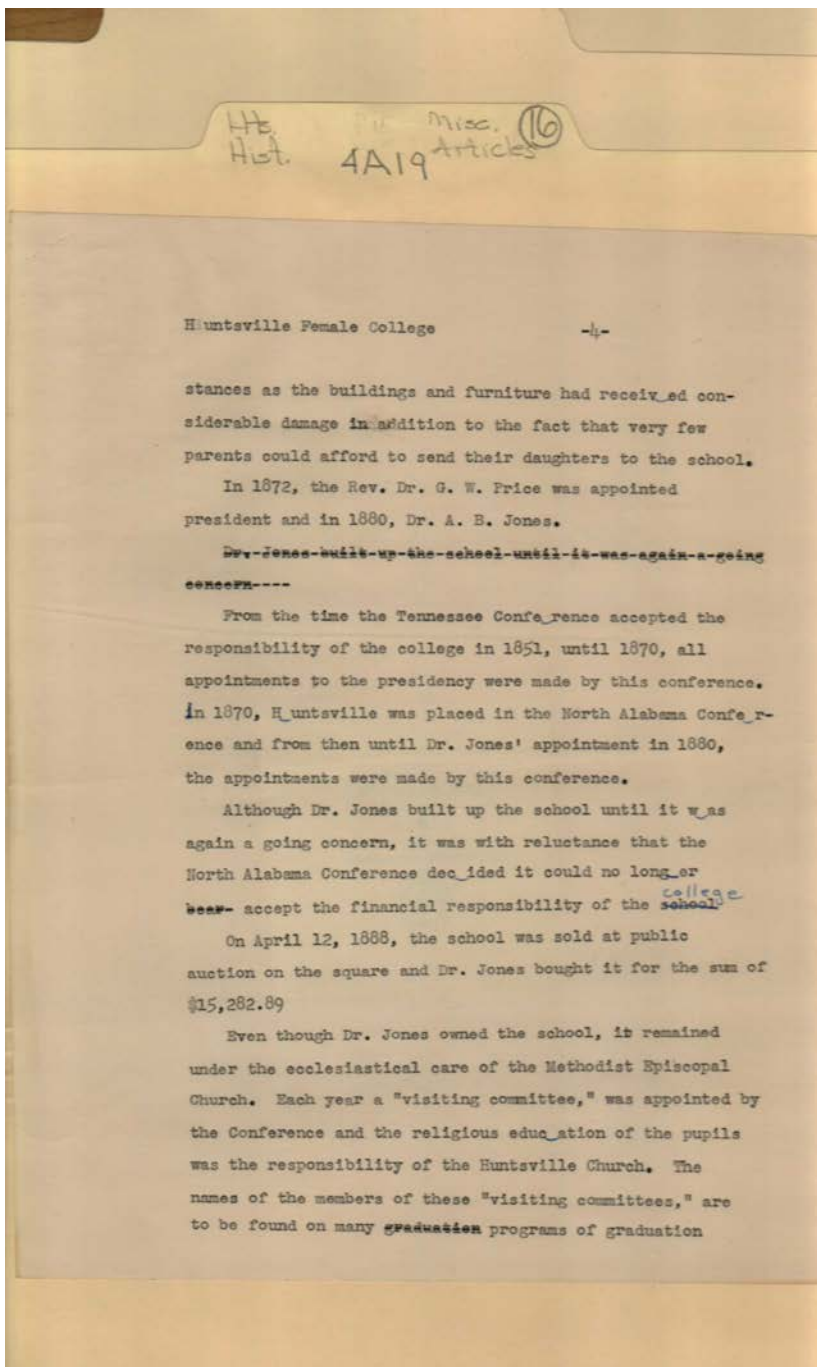 Hts. Misc. 16
Hist. 4A19 Articles
Huntsville Female College -4-
stances as the buildings and furniture had received con-
siderable damage in addition to the fact that very few
parents could afford to send their daughters to the school.
In 1872, the Rev. Dr. G. W. Price was appointed
president and in 1880, Dr. A. B. Jones.
Dr.-Jones-built-up-the-school-until-it-was-again-a-going
concern----
From the time the Tennessee Confe rence accepted the
responsibility of the college in 1851, until 1870, all
appointments to the presidency were made by this conference.
In 1870, H untsville was placed in the North Alabama Confe r-
ence and from then until Dr. Jones' appointment in 1880,
the appointments were made by this conference.
Although Dr. Jones built up the school until it w as
again a going concern, it was with reluctance that the
North Alabama Conference dec ided it could no long er
college
bear- accept the financial responsibility of the school
On April 12, 1888, the school was sold at public
auction on the square and Dr. Jones bought it for the sum of
$15,282.89
Even though Dr. Jones owned the school, it remained
under the ecclesiastical care of the Methodist Episcopal
Church. Each year a "visiting committee," was appointed by
the Conference and the religious educ ation of the pupils
was the responsibility of the Huntsville Church. The
names of the members of these "visiting committees," are
to be found on many graduation programs of graduation